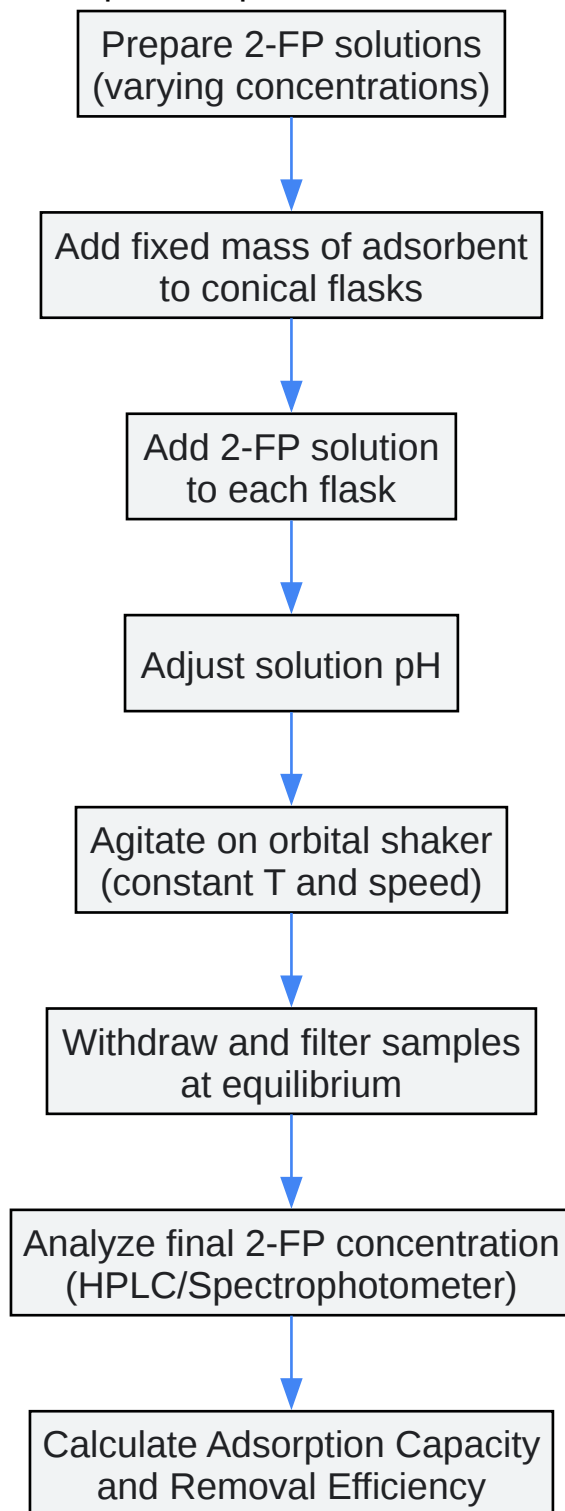 Prepare 2-FP solutions
(varying concentrations)
Add fixed mass of adsorbent
to conical flasks
Add 2-FP solution
to each flask
Adjust solution pH
Agitate on orbital shaker
(constant T and speed)
Withdraw and filter samples
at equilibrium
Analyze final 2-FP concentration
(HPLC/Spectrophotometer)
Calculate Adsorption Capacity
and Removal Efficiency